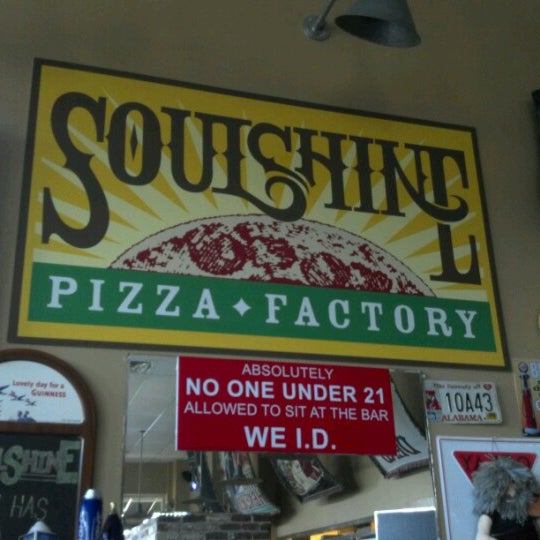 SOULSHINE
PIZZA ✦ FACTORY
ABSOLUTELY
NO ONE UNDER 21
ALLOWED TO SIT AT THE BAR
WE I.D.
Lovely day for a
GUINNESS
10A43
ALABAMA
SHINE
HAS